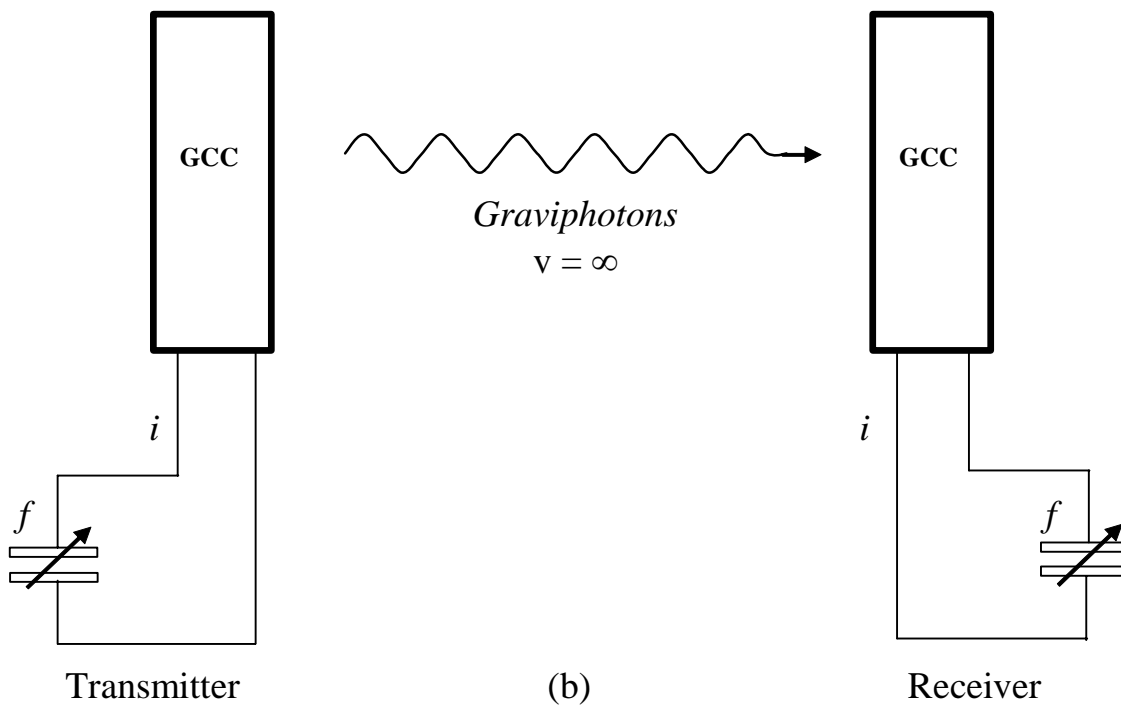 GCC
GCC
Graviphotons
v = ∞
i
i
f
f
Transmitter
(b)
Receiver